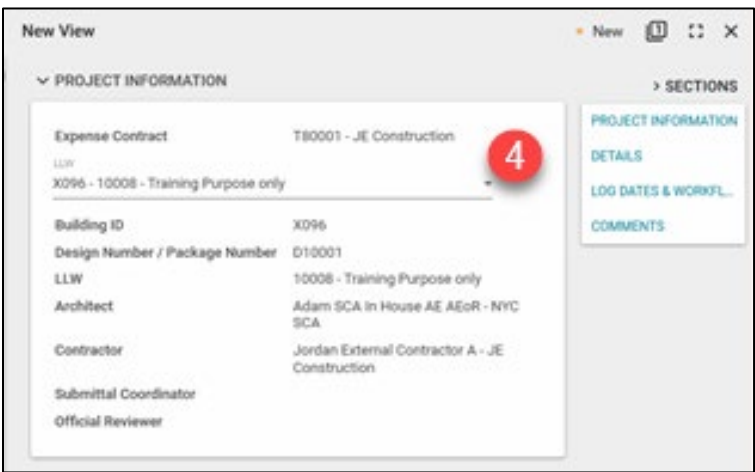 New View
New
1
PROJECT INFORMATION
SECTIONS
Expense Contract T80001 - JE Construction
LLW
X096 - 10008 - Training Purpose only
4
Building ID X096
Design Number / Package Number D10001
LLW 10008 - Training Purpose only
Architect Adam SCA In House AE AEoR - NYC
SCA
Contractor Jordan External Contractor A - JE
Construction
Submittal Coordinator
Official Reviewer
PROJECT INFORMATION
DETAILS
LOG DATES & WORKFL...
COMMENTS